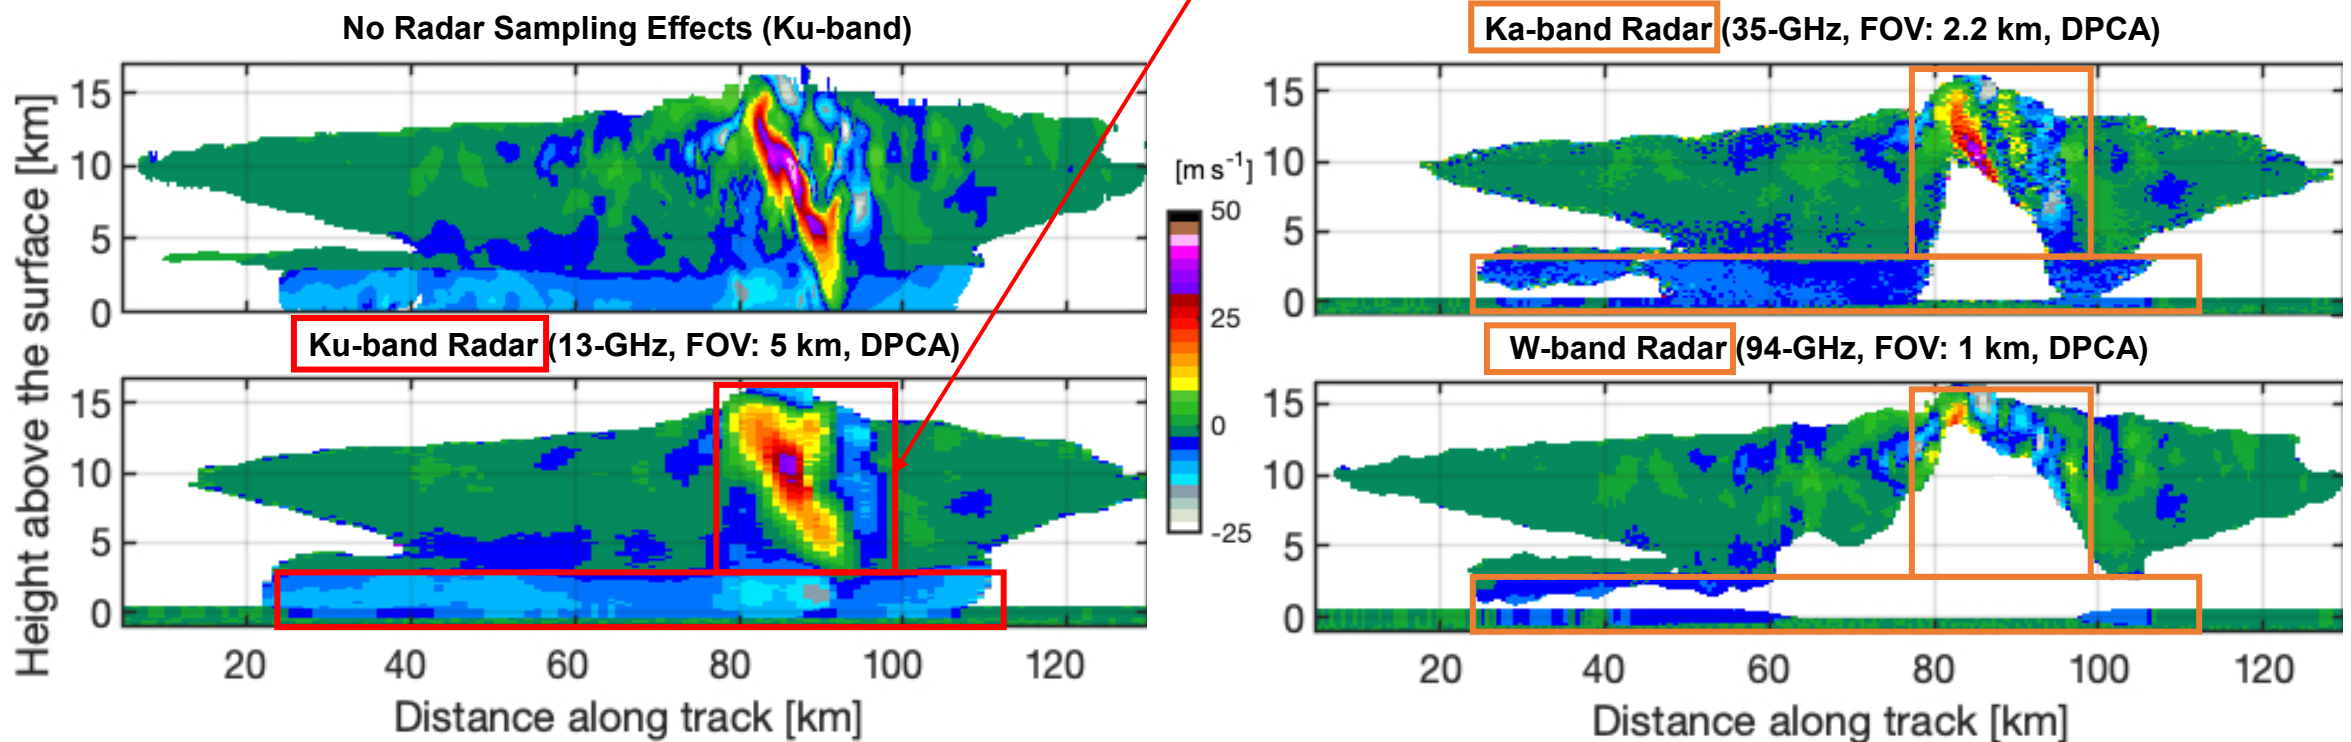 No Radar Sampling Effects (Ku-band)
15
10
5
0
Ku-band Radar (13-GHz, FOV: 5 km, DPCA)
15
10
5
0
20 40 60 80 100 120
Distance along track [km]
Height above the surface [km]
[m s⁻¹]
50
25
0
-25
Ka-band Radar (35-GHz, FOV: 2.2 km, DPCA)
15
10
5
0
W-band Radar (94-GHz, FOV: 1 km, DPCA)
15
10
5
0
20 40 60 80 100 120
Distance along track [km]